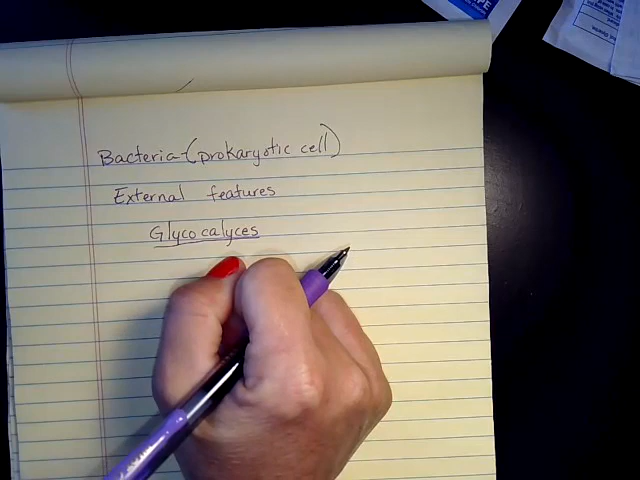 Bacteria-(prokaryotic cell)
External features
Glycocalyces